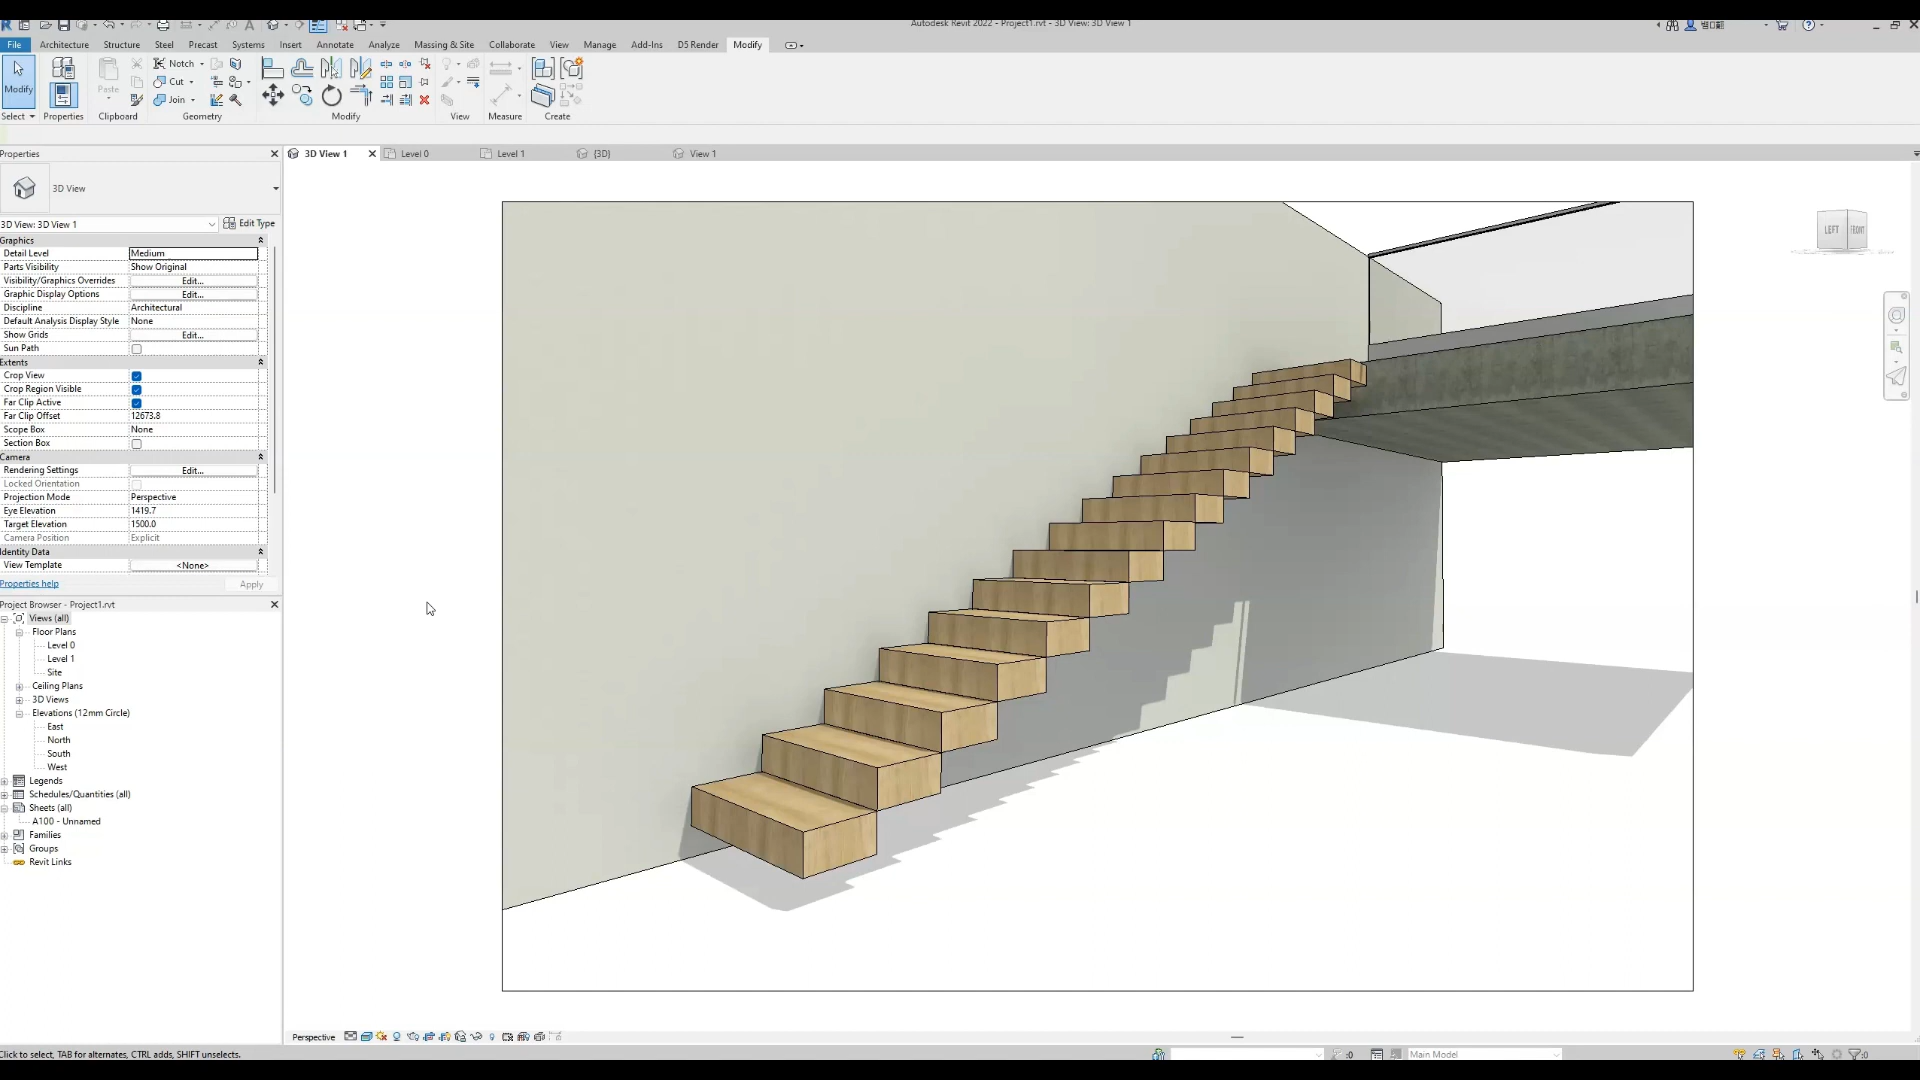 Autodesk Revit 2022 - Project1.rvt - 3D View: 3D View 1
File Architecture Structure Steel Precast Systems Insert Annotate Analyze Massing & Site Collaborate View Manage Add-Ins D5 Render Modify
Modify
Paste
Notch
Cut
Join
Select Properties Clipboard Geometry Modify View Measure Create
Properties
3D View 1 Level 0 Level 1 {3D} View 1
3D View
3D View: 3D View 1 Edit Type
Graphics
Detail Level Medium
Parts Visibility Show Original
Visibility/Graphics Overrides Edit...
Graphic Display Options Edit...
Discipline Architectural
Default Analysis Display Style None
Show Grids Edit...
Sun Path
Extents
Crop View
Crop Region Visible
Far Clip Active
Far Clip Offset 12673.8
Scope Box None
Section Box
Camera
Rendering Settings Edit...
Locked Orientation
Projection Mode Perspective
Eye Elevation 1419.7
Target Elevation 1500.0
Camera Position Explicit
Identity Data
View Template <None>
Properties help Apply
Project Browser - Project1.rvt
Views (all)
Floor Plans
Level 0
Level 1
Site
Ceiling Plans
3D Views
Elevations (12mm Circle)
East
North
South
West
Legends
Schedules/Quantities (all)
Sheets (all)
A100 - Unnamed
Families
Groups
Revit Links
LEFT FRONT
Perspective
Click to select, TAB for alternates, CTRL adds, SHIFT unselects.
:0 Main Model :0